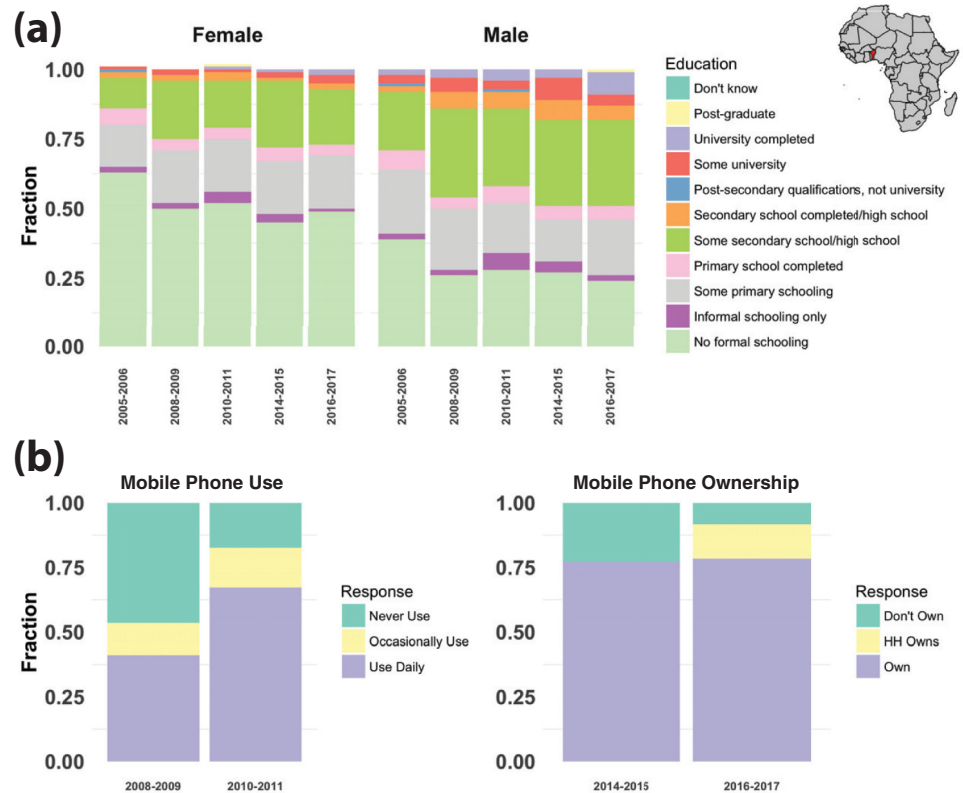 (a)
Female
Male
1.00
0.75
0.50
0.25
0.00
Fraction
2005-2006
2008-2009
2010-2011
2014-2015
2016-2017
2005-2006
2008-2009
2010-2011
2014-2015
2016-2017
Education
Don't know
Post-graduate
University completed
Some university
Post-secondary qualifications, not university
Secondary school completed/high school
Some secondary school/high school
Primary school completed
Some primary schooling
Informal schooling only
No formal schooling
(b)
Mobile Phone Use
1.00
0.75
0.50
0.25
0.00
Fraction
2008-2009
2010-2011
Response
Never Use
Occasionally Use
Use Daily
Mobile Phone Ownership
1.00
0.75
0.50
0.25
0.00
2014-2015
2016-2017
Response
Don't Own
HH Owns
Own